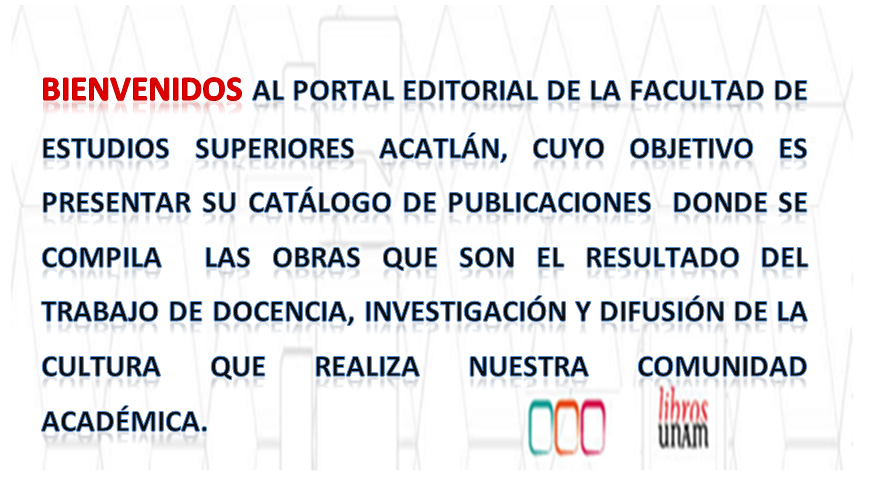 BIENVENIDOS AL PORTAL EDITORIAL DE LA FACULTAD DE
ESTUDIOS SUPERIORES ACATLÁN, CUYO OBJETIVO ES
PRESENTAR SU CATÁLOGO DE PUBLICACIONES DONDE SE
COMPILA LAS OBRAS QUE SON EL RESULTADO DEL
TRABAJO DE DOCENCIA, INVESTIGACIÓN Y DIFUSIÓN DE LA
CULTURA QUE REALIZA NUESTRA COMUNIDAD
ACADÉMICA.
libros
unam